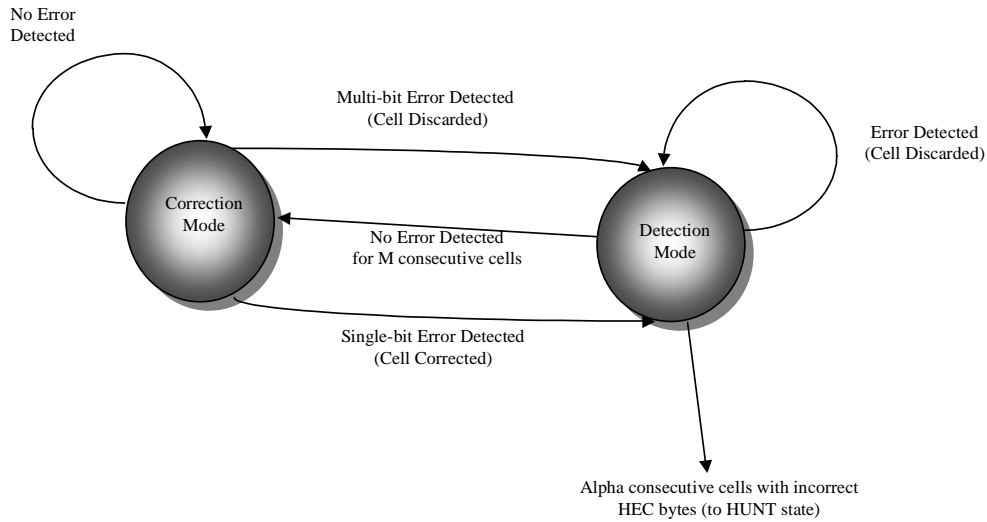 No Error
Detected
Multi-bit Error Detected
(Cell Discarded)
Error Detected
(Cell Discarded)
Correction
Mode
Detection
Mode
No Error Detected
for M consecutive cells
Single-bit Error Detected
(Cell Corrected)
Alpha consecutive cells with incorrect
HEC bytes (to HUNT state)